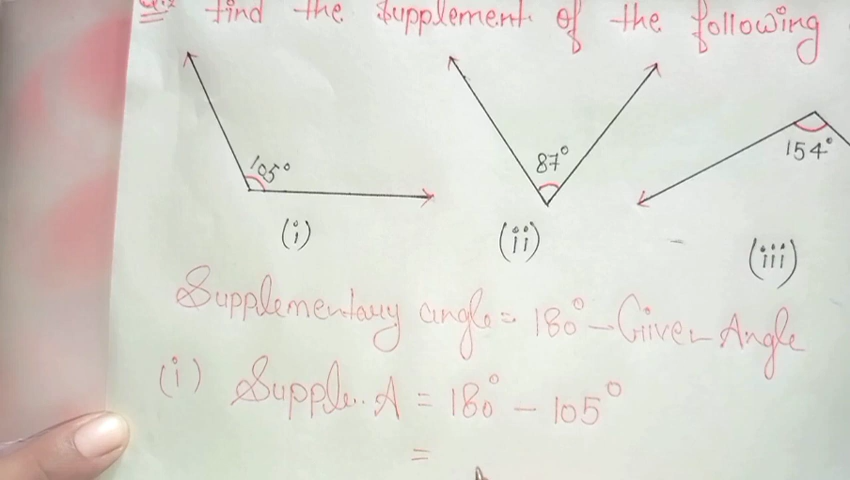 Q.2 find the supplement of the following
105° 87° 154°
(i) (ii) (iii)
Supplementary angle = 180° - Given Angle
(i) Supple. A = 180° - 105°
=